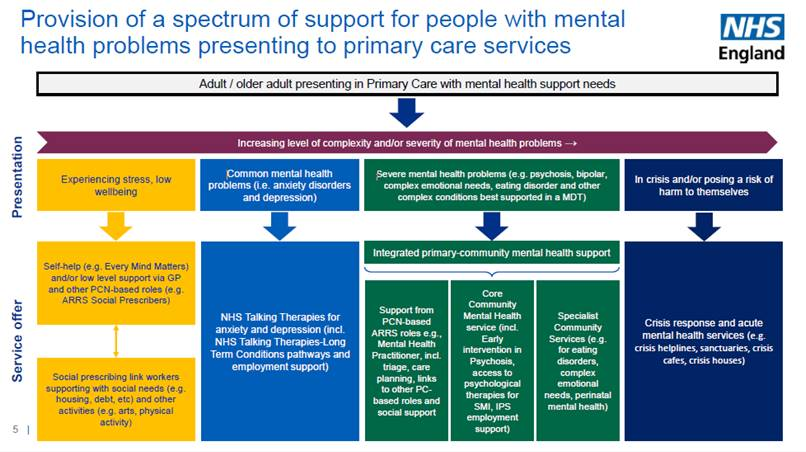 Provision of a spectrum of support for people with mental
health problems presenting to primary care services
NHS
England
Adult / older adult presenting in Primary Care with mental health support needs
Presentation
Increasing level of complexity and/or severity of mental health problems →
Experiencing stress, low
wellbeing
Common mental health
problems (i.e. anxiety disorders
and depression)
Severe mental health problems (e.g. psychosis, bipolar,
complex emotional needs, eating disorder and other
complex conditions best supported in a MDT)
In crisis and/or posing a risk of
harm to themselves
Service offer
Self-help (e.g. Every Mind Matters)
and/or low level support via GP
and other PCN-based roles (e.g.
ARRS Social Prescribers)
Social prescribing link workers
supporting with social needs (e.g.
housing, debt, etc) and other
activities (e.g. arts, physical
activity)
NHS Talking Therapies for
anxiety and depression (incl.
NHS Talking Therapies-Long
Term Conditions pathways and
employment support)
Integrated primary-community mental health support
Support from
PCN-based
ARRS roles e.g.,
Mental Health
Practitioner, incl.
triage, care
planning, links
to other PC-
based roles and
social support
Core
Community
Mental Health
service (incl.
Early
intervention in
Psychosis,
access to
psychological
therapies for
SMI, IPS
employment
support)
Specialist
Community
Services (e.g.
for eating
disorders,
complex
emotional
needs, perinatal
mental health)
Crisis response and acute
mental health services (e.g.
crisis helplines, sanctuaries, crisis
cafes, crisis houses)
5 |